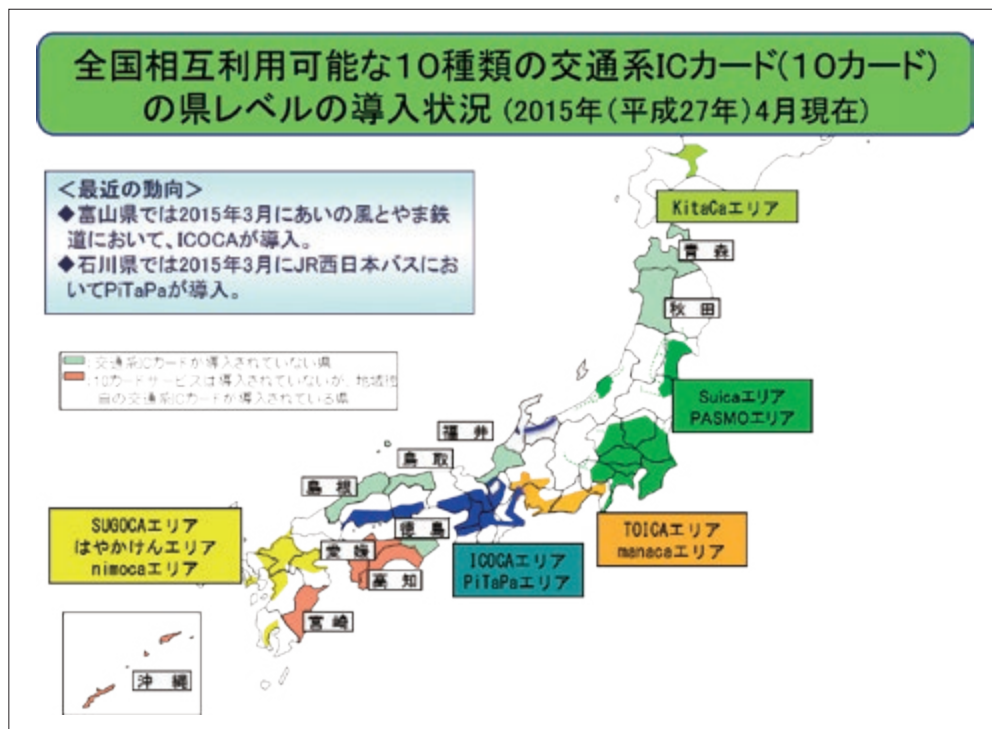 全国相互利用可能な10種類の交通系ICカード(10カード)
の県レベルの導入状況 (2015年(平成27年)4月現在)
<最近の動向>
◆富山県では2015年3月にあいの風とやま鉄
道において、ICOCAが導入。
◆石川県では2015年3月にJR西日本バスにお
いてPiTaPaが導入。
KitaCaエリア
青森
秋田
:交通系ICカードが導入されていない県
:10カードサービスは導入されていないが、地域独
自の交通系ICカードが導入されている県
Suicaエリア
PASMOエリア
福井
鳥取
島根
SUGOCAエリア
はやかけんエリア
nimocaエリア
徳島
愛媛
高知
ICOCAエリア
PiTaPaエリア
TOICAエリア
manacaエリア
宮崎
沖縄